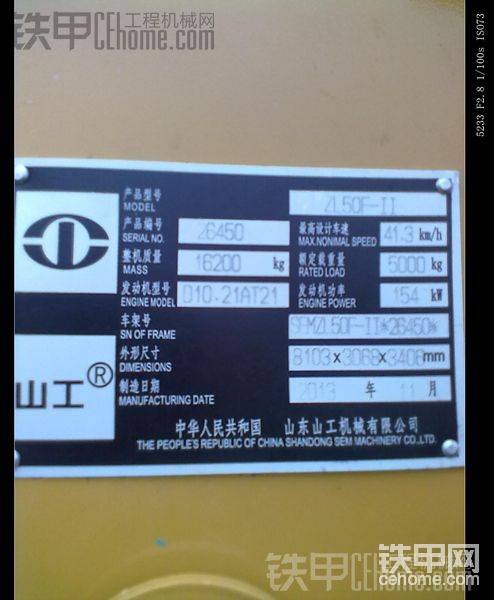 铁甲 工程机械网
CEhome.com
5233 F2.8 1/100s ISO73
产品型号
MODEL
ZL50F-II
产品编号
SERIAL NO. 26450
最高设计车速
MAX.NONIMAL SPEED 41.3 km/h
整机质量
MASS 16200 kg
额定载重量
RATED LOAD 5000 kg
发动机型号
ENGINE MODEL D10.21AT21
发动机功率
ENGINE POWER 154 kW
车架号
SN OF FRAME
外形尺寸
DIMENSIONS 8103×3068×3406mm
制造日期
MANUFACTURING DATE 2013 年 11 月
山工®
中华人民共和国 山东山工机械有限公司
THE PEOPLE'S REPUBLIC OF CHINA SHANDONG SEM MACHINERY CO.,LTD.
铁甲
CEhome.com
铁甲网
cehome.com